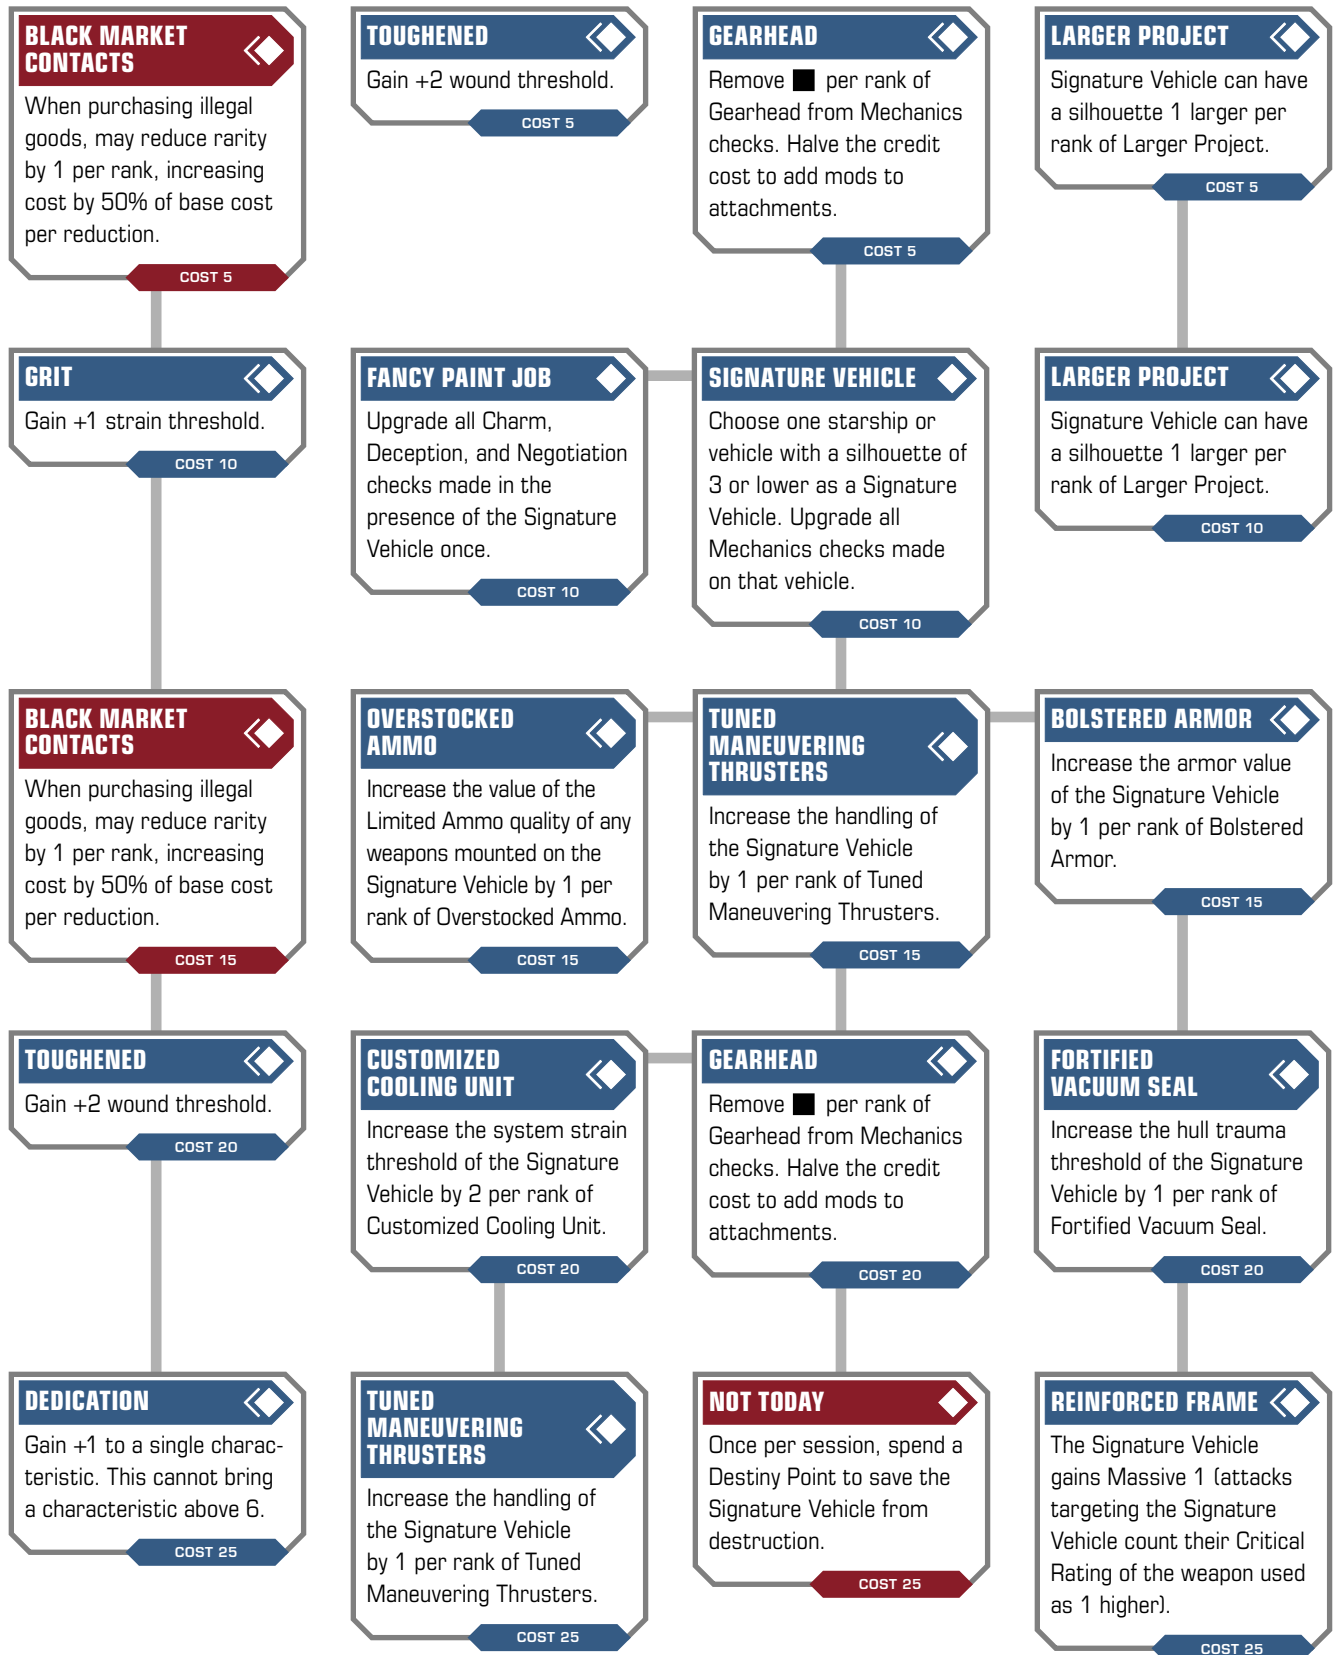 BLACK MARKET
CONTACTS
When purchasing illegal
goods, may reduce rarity
by 1 per rank, increasing
cost by 50% of base cost
per reduction.
COST 5
TOUGHENED
Gain +2 wound threshold.
COST 5
GEARHEAD
Remove ■ per rank of
Gearhead from Mechanics
checks. Halve the credit
cost to add mods to
attachments.
COST 5
LARGER PROJECT
Signature Vehicle can have
a silhouette 1 larger per
rank of Larger Project.
COST 5
GRIT
Gain +1 strain threshold.
COST 10
FANCY PAINT JOB
Upgrade all Charm,
Deception, and Negotiation
checks made in the
presence of the Signature
Vehicle once.
COST 10
SIGNATURE VEHICLE
Choose one starship or
vehicle with a silhouette of
3 or lower as a Signature
Vehicle. Upgrade all
Mechanics checks made
on that vehicle.
COST 10
LARGER PROJECT
Signature Vehicle can have
a silhouette 1 larger per
rank of Larger Project.
COST 10
BLACK MARKET
CONTACTS
When purchasing illegal
goods, may reduce rarity
by 1 per rank, increasing
cost by 50% of base cost
per reduction.
COST 15
OVERSTOCKED
AMMO
Increase the value of the
Limited Ammo quality of any
weapons mounted on the
Signature Vehicle by 1 per
rank of Overstocked Ammo.
COST 15
TUNED
MANEUVERING
THRUSTERS
Increase the handling of
the Signature Vehicle
by 1 per rank of Tuned
Maneuvering Thrusters.
COST 15
BOLSTERED ARMOR
Increase the armor value
of the Signature Vehicle
by 1 per rank of Bolstered
Armor.
COST 15
TOUGHENED
Gain +2 wound threshold.
COST 20
CUSTOMIZED
COOLING UNIT
Increase the system strain
threshold of the Signature
Vehicle by 2 per rank of
Customized Cooling Unit.
COST 20
GEARHEAD
Remove ■ per rank of
Gearhead from Mechanics
checks. Halve the credit
cost to add mods to
attachments.
COST 20
FORTIFIED
VACUUM SEAL
Increase the hull trauma
threshold of the Signature
Vehicle by 1 per rank of
Fortified Vacuum Seal.
COST 20
DEDICATION
Gain +1 to a single charac-
teristic. This cannot bring
a characteristic above 6.
COST 25
TUNED
MANEUVERING
THRUSTERS
Increase the handling of
the Signature Vehicle
by 1 per rank of Tuned
Maneuvering Thrusters.
COST 25
NOT TODAY
Once per session, spend a
Destiny Point to save the
Signature Vehicle from
destruction.
COST 25
REINFORCED FRAME
The Signature Vehicle
gains Massive 1 (attacks
targeting the Signature
Vehicle count their Critical
Rating of the weapon used
as 1 higher).
COST 25